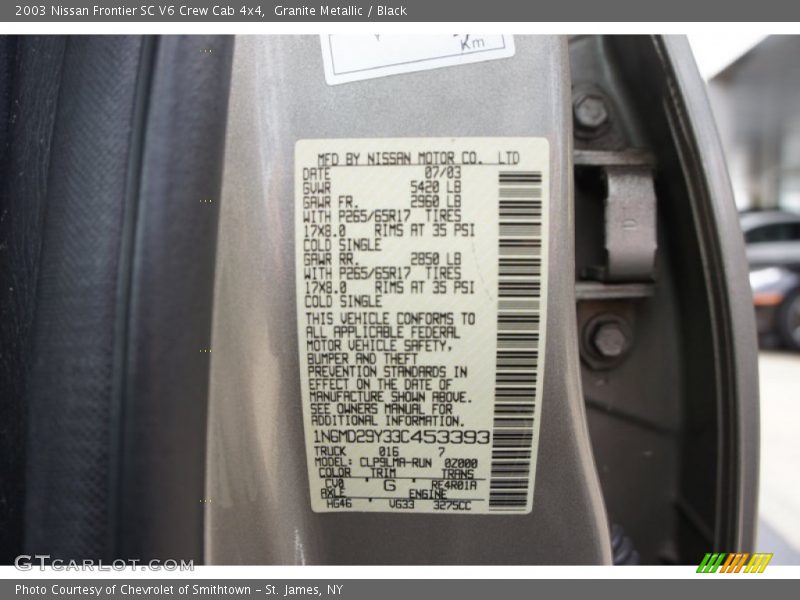 2003 Nissan Frontier SC V6 Crew Cab 4x4,  Granite Metallic / Black
Km
MFD BY NISSAN MOTOR CO.  LTD
DATE 07/03
GVWR 5420 LB
GAWR FR. 2960 LB
WITH P265/65R17 TIRES
17X8.0 RIMS AT 35 PSI
COLD SINGLE
GAWR RR. 2850 LB
WITH P265/65R17 TIRES
17X8.0 RIMS AT 35 PSI
COLD SINGLE
THIS VEHICLE CONFORMS TO
ALL APPLICABLE FEDERAL
MOTOR VEHICLE SAFETY,
BUMPER AND THEFT
PREVENTION STANDARDS IN
EFFECT ON THE DATE OF
MANUFACTURE SHOWN ABOVE.
SEE OWNERS MANUAL FOR
ADDITIONAL INFORMATION.
1N6MD29Y33C453393
TRUCK 016 7
MODEL: CLP9LMA-RUN 0Z000
COLOR TRIM TRANS
CV0 G RE4R01A
AXLE ENGINE
HG46 VG33 3275CC
GTCARLOT.COM
Photo Courtesy of Chevrolet of Smithtown - St. James, NY